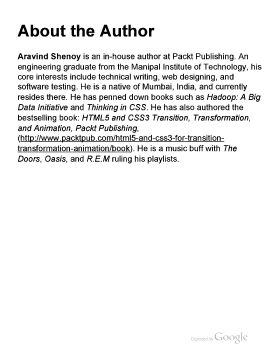 About the Author
Aravind Shenoy is an in-house author at Packt Publishing. An
engineering graduate from the Manipal Institute of Technology, his
core interests include technical writing, web designing, and
software testing. He is a native of Mumbai, India, and currently
resides there. He has penned down books such as Hadoop: A Big
Data Initiative and Thinking in CSS. He has also authored the
bestselling book: HTML5 and CSS3 Transition, Transformation,
and Animation, Packt Publishing,
(http://www.packtpub.com/html5-and-css3-for-transition-
transformation-animation/book). He is a music buff with The
Doors, Oasis, and R.E.M ruling his playlists.
Digitized by Google